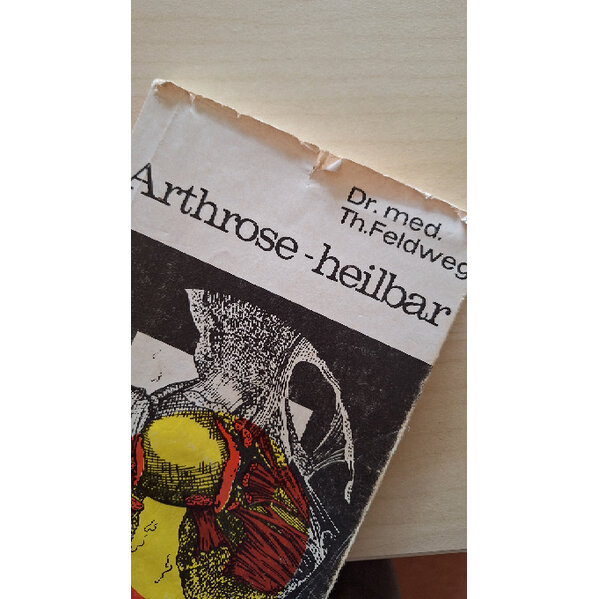 Dr. med.
Th. Feldweg
Arthrose - heilbar